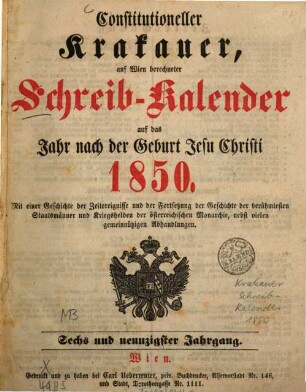 Constitutioneller
Krakauer,
auf Wien berechneter
Schreib-Kalender
auf das
Jahr nach der Geburt Jesu Christi
1850.
Mit einer Geschichte der Zeitereignisse und der Fortsetzung der Geschichte der berühmtesten
Staatsmänner und Kriegshelden der österreichischen Monarchie, nebst vielen
gemeinnützigen Abhandlungen.
MB
Krakauer
Schreib-
Kalender
1850
Sechs und neunzigster Jahrgang.
Wien.
Gedruckt und zu haben bei Carl Ueberreuter, priv. Buchdrucker, Alservorstadt Nr. 146,
und Stadt, Dorotheagasse Nr. 1111.